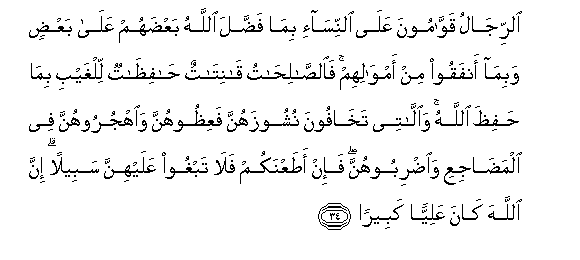 ٱلرِّجَالُ قَوَّٰمُونَ عَلَى ٱلنِّسَآءِ بِمَا فَضَّلَ ٱللَّهُ بَعْضَهُمْ عَلَىٰ بَعْضٍ
وَبِمَآ أَنفَقُوا۟ مِنْ أَمْوَٰلِهِمْ ۚ فَٱلصَّٰلِحَٰتُ قَٰنِتَٰتٌ حَٰفِظَٰتٌ لِّلْغَيْبِ بِمَا
حَفِظَ ٱللَّهُ ۚ وَٱلَّٰتِى تَخَافُونَ نُشُوزَهُنَّ فَعِظُوهُنَّ وَٱهْجُرُوهُنَّ فِى
ٱلْمَضَاجِعِ وَٱضْرِبُوهُنَّ ۖ فَإِنْ أَطَعْنَكُمْ فَلَا تَبْغُوا۟ عَلَيْهِنَّ سَبِيلًا ۗ إِنَّ
ٱللَّهَ كَانَ عَلِيًّا كَبِيرًا ٣٤